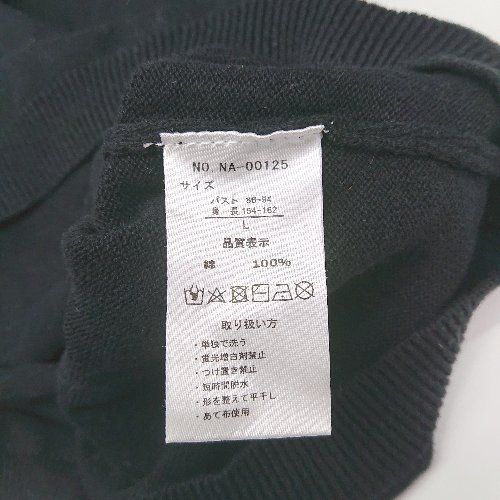 NO. NA-00125
サイズ
バスト 86-94
身 長 154-162
L
品質表示
綿 100%
取り扱い方
・単独で洗う
・蛍光増白剤禁止
・つけ置き禁止
・短時間脱水
・形を整えて平干し
・あて布使用